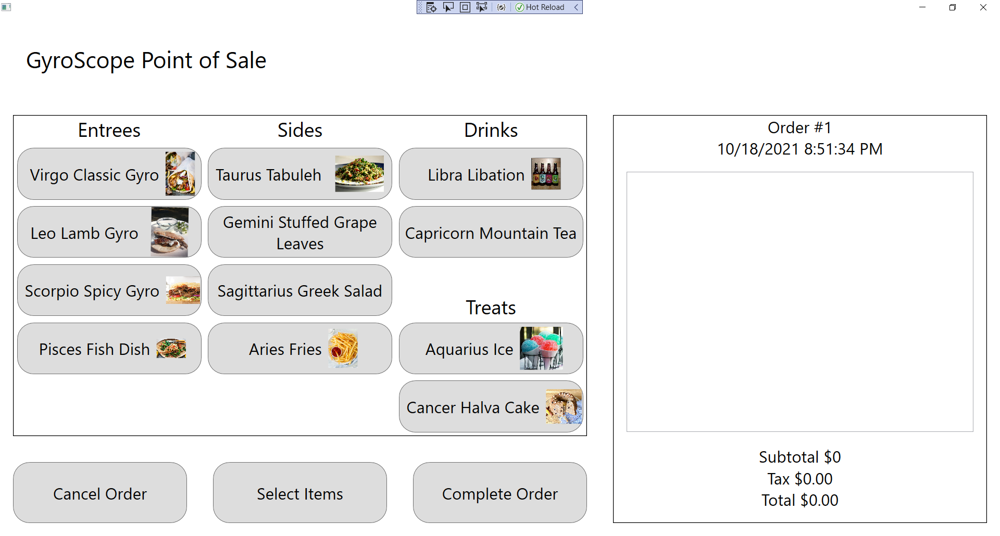 Hot Reload
GyroScope Point of Sale
Entrees
Virgo Classic Gyro
Leo Lamb Gyro
Scorpio Spicy Gyro
Pisces Fish Dish
Sides
Taurus Tabuleh
Gemini Stuffed Grape
Leaves
Sagittarius Greek Salad
Aries Fries
Drinks
Libra Libation
Capricorn Mountain Tea
Treats
Aquarius Ice
Cancer Halva Cake
Cancel Order
Select Items
Complete Order
Order #1
10/18/2021 8:51:34 PM
Subtotal $0
Tax $0.00
Total $0.00